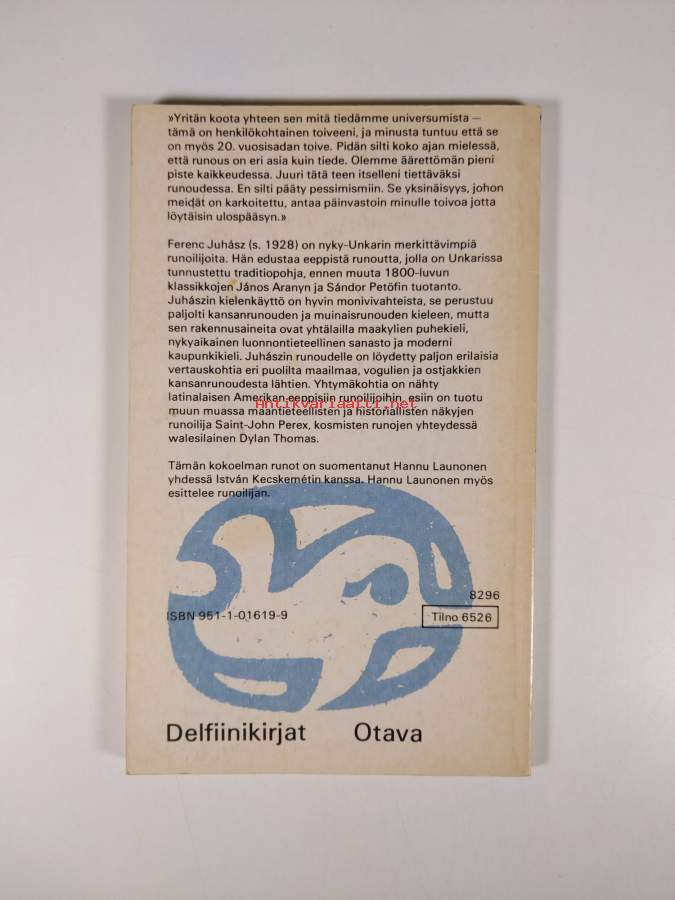 »Yritän koota yhteen sen mitä tiedämme universumista —
tämä on henkilökohtainen toiveeni, ja minusta tuntuu että se
on myös 20. vuosisadan toive. Pidän silti koko ajan mielessä,
että runous on eri asia kuin tiede. Olemme äärettömän pieni
piste kaikkeudessa. Juuri tätä teen itselleni tiettäväksi
runoudessa. En silti pääty pessimismiin. Se yksinäisyys, johon
meidät on karkoitettu, antaa päinvastoin minulle toivoa jotta
löytäisin ulospääsyn.»
Ferenc Juhász (s. 1928) on nyky-Unkarin merkittävimpiä
runoilijoita. Hän edustaa eeppistä runoutta, jolla on Unkarissa
tunnustettu traditiopohja, ennen muuta 1800-luvun
klassikkojen János Aranyn ja Sándor Petöfin tuotanto.
Juhászin kielenkäyttö on hyvin monivivahteista, se perustuu
paljolti kansanrunouden ja muinaisrunouden kieleen, mutta
sen rakennusaineita ovat yhtälailla maakylien puhekieli,
nykyaikainen luonnontieteellinen sanasto ja moderni
kaupunkikieli. Juhászin runoudelle on löydetty paljon erilaisia
vertauskohtia eri puolilta maailmaa, vogulien ja ostjakkien
kansanrunoudesta lähtien. Yhtymäkohtia on nähty
latinalaisen Amerikan eeppisiin runoilijoihin, esiin on tuotu
Antikvariaatti.net
muun muassa maantieteellisten ja historiallisten näkyjen
runoilija Saint-John Perex, kosmisten runojen yhteydessä
walesilainen Dylan Thomas.
Tämän kokoelman runot on suomentanut Hannu Launonen
yhdessä István Kecskemétin kanssa. Hannu Launonen myös
esittelee runoilijan.
8296
ISBN 951-1-01619-9
Tilno 6526
Delfiinikirjat Otava